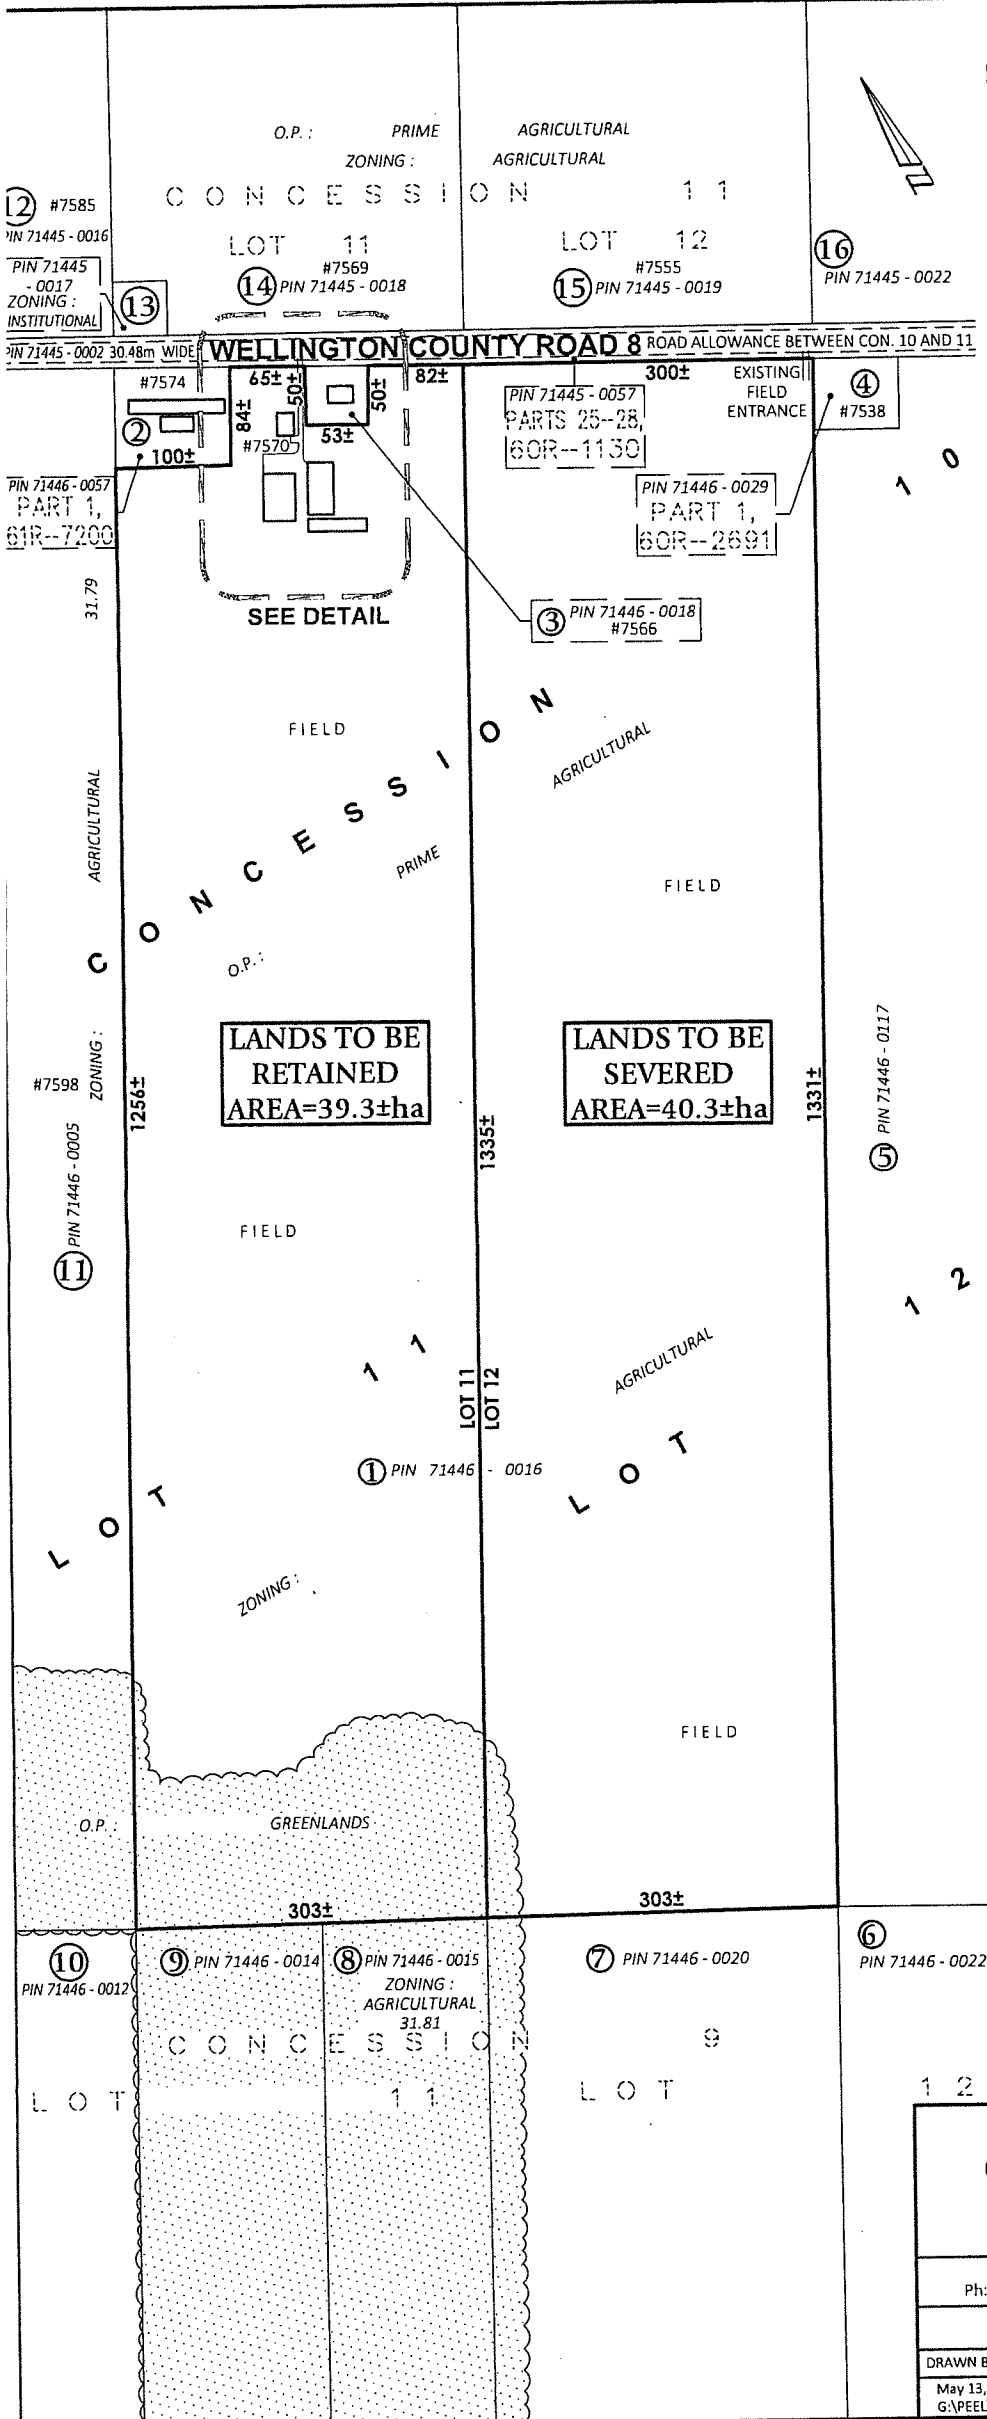 O.P. : PRIME AGRICULTURAL
ZONING : AGRICULTURAL
CONCESSION 11
12 #7585
PIN 71445 - 0016
LOT 11
#7569
14 PIN 71445 - 0018
LOT 12
#7555
15 PIN 71445 - 0019
16
PIN 71445 - 0022
PIN 71445
- 0017
ZONING :
INSTITUTIONAL
13
PIN 71445 - 0002 30.48m WIDE
WELLINGTON COUNTY ROAD 8
ROAD ALLOWANCE BETWEEN CON. 10 AND 11
#7574
2
100±
65±
84±
50±
#7570
53±
50±
82±
300±
PIN 71445 - 0057
PARTS 25--28,
60R--1130
EXISTING
FIELD
ENTRANCE
4
#7538
PIN 71446 - 0057
PART 1,
61R--7200
PIN 71446 - 0029
PART 1,
60R--2691
10
31.79
SEE DETAIL
3 PIN 71446 - 0018
#7566
FIELD
CONCESSION
AGRICULTURAL
AGRICULTURAL
PRIME
FIELD
O.P. :
LANDS TO BE
RETAINED
AREA=39.3±ha
LANDS TO BE
SEVERED
AREA=40.3±ha
#7598
ZONING :
1256±
1335±
1331±
5 PIN 71446 - 0117
11 PIN 71446 - 0005
FIELD
12
11
LOT 11
LOT 12
AGRICULTURAL
1 PIN 71446 - 0016
LOT
LOT
ZONING :
FIELD
O.P. : GREENLANDS
303±
303±
10
PIN 71446 - 0012
9 PIN 71446 - 0014
8 PIN 71446 - 0015
ZONING :
AGRICULTURAL
31.81
7 PIN 71446 - 0020
6
PIN 71446 - 0022
CONCESSION 9
LOT 11
LOT 12
Ph:
DRAWN B
May 13,
G:\PEEL